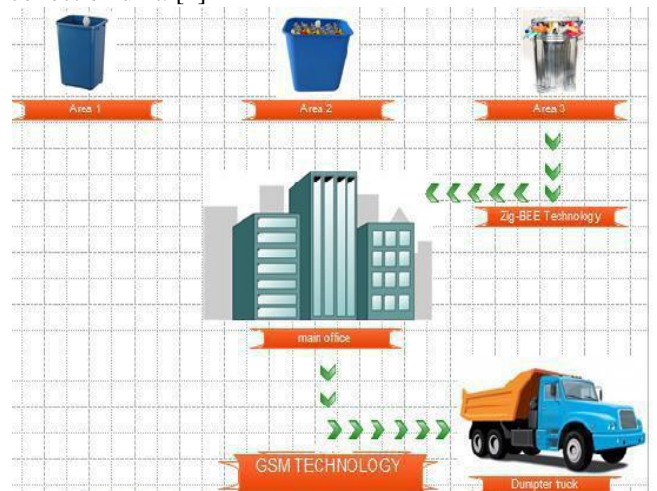 Area 1
Area 2
Area 3
Zig-BEE Technology
main office
GSM TECHNOLOGY
Dumpter truck